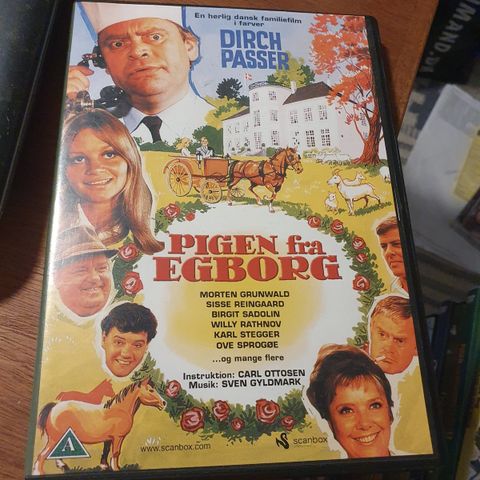 En herlig dansk familiefilm
i farver
DIRCH
PASSER
PIGEN fra
EGBORG
MORTEN GRUNWALD
SISSE REINGAARD
BIRGIT SADOLIN
WILLY RATHNOV
KARL STEGGER
OVE SPROGØE
...og mange flere
Instruktion: CARL OTTOSEN
Musik: SVEN GYLDMARK
A
www.scanbox.com
scanbox
MAND